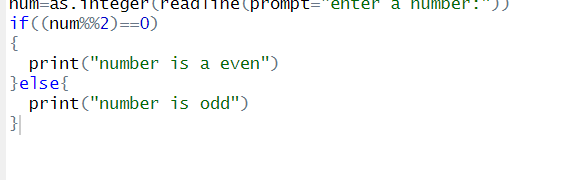 num=as.integer(readline(prompt="enter a number:"))
if((num%%2)==0)
{
  print("number is a even")
}else{
  print("number is odd")
}